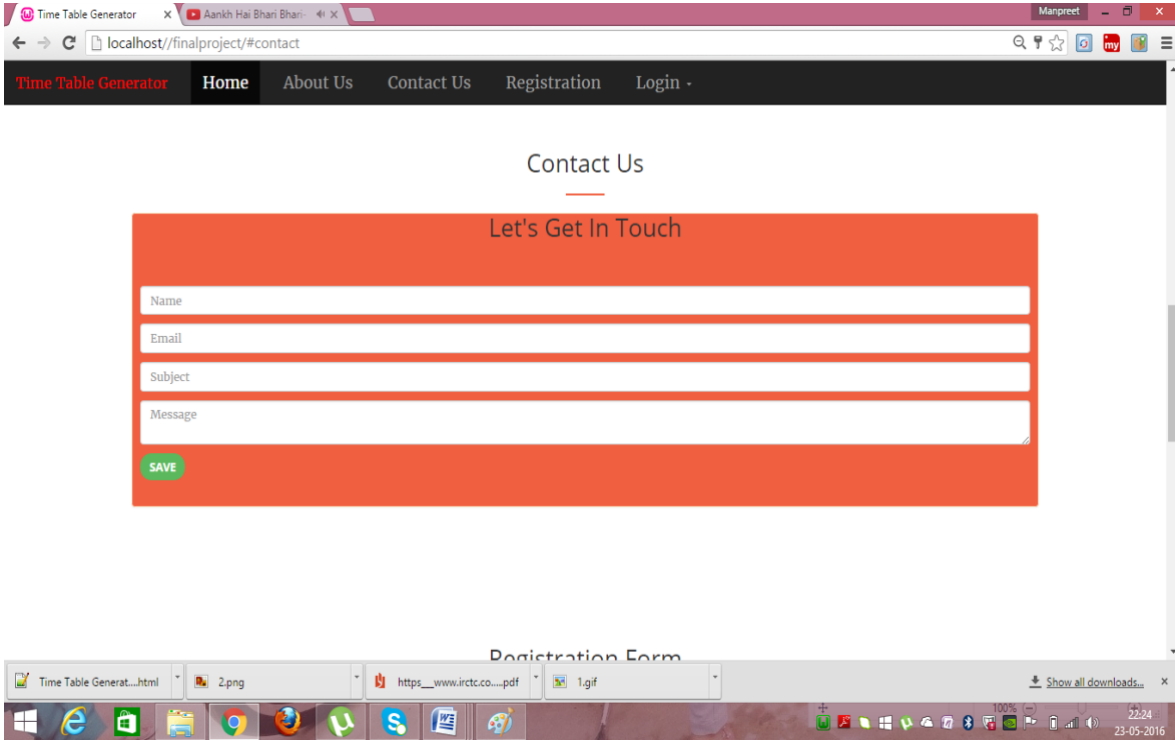 Time Table Generator
Aankh Hai Bhari Bhari-
Manpreet
localhost//finalproject/#contact
Time Table Generator Home About Us Contact Us Registration Login
Contact Us
Let's Get In Touch
Name
Email
Subject
Message
SAVE
Registration Form
Time Table Generat....html
2.png
https__www.irctc.co.....pdf
1.gif
Show all downloads...
100%
22:24
23-05-2016